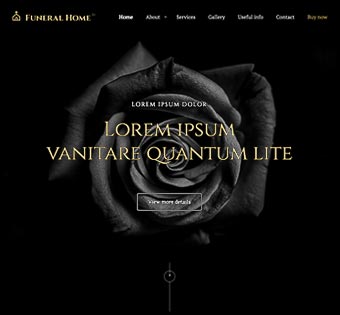 Funeral Home
Home About Services Gallery Useful info Contact Buy now
Lorem ipsum dolor
Lorem ipsum
vanitare quantum lite
View more details